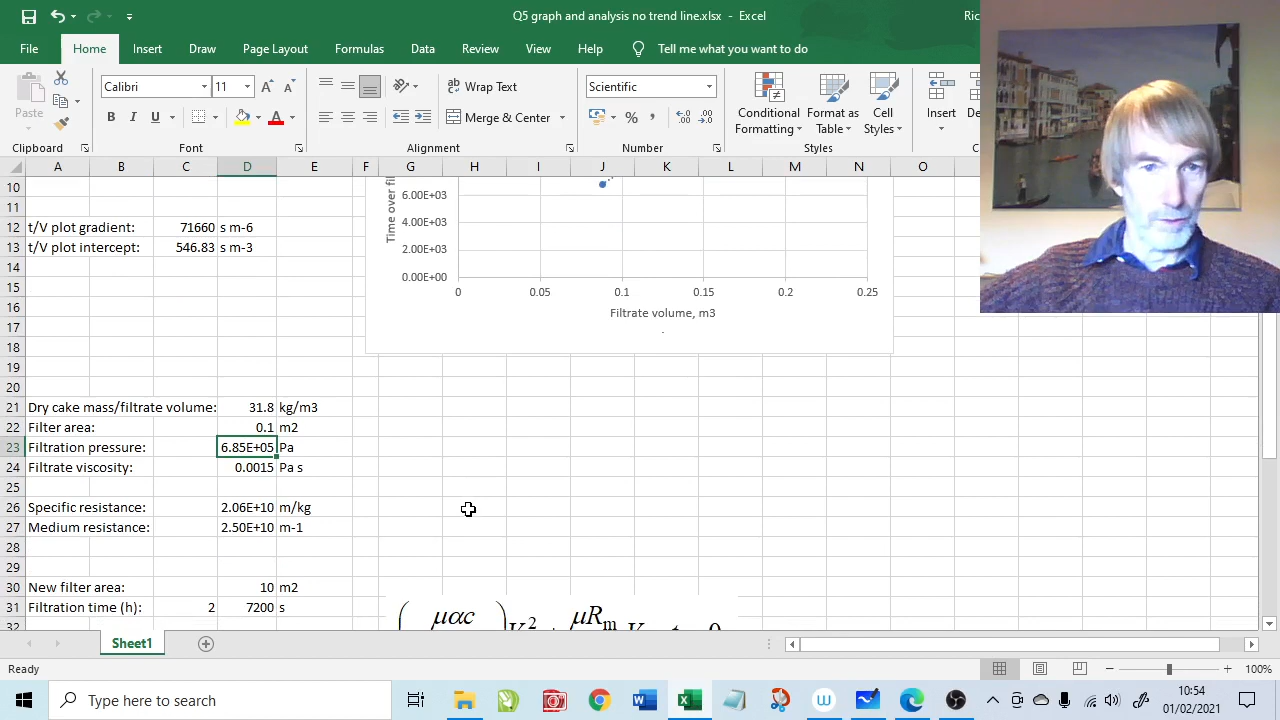 Q5 graph and analysis no trend line.xlsx - Excel
Ric
File Home Insert Draw Page Layout Formulas Data Review View Help Tell me what you want to do
Paste
Calibri 11
Wrap Text
Scientific
Conditional Formatting
Format as Table
Cell Styles
Insert
De
B I U
Merge & Center
Clipboard Font Alignment Number Styles C
A B C D E F G H I J K L M N O
10
11
12 t/V plot gradient: 71660 s m-6
13 t/V plot intercept: 546.83 s m-3
14
15
16
17
18
19
20
21 Dry cake mass/filtrate volume: 31.8 kg/m3
22 Filter area: 0.1 m2
23 Filtration pressure: 6.85E+05 Pa
24 Filtrate viscosity: 0.0015 Pa s
25
26 Specific resistance: 2.06E+10 m/kg
27 Medium resistance: 2.50E+10 m-1
28
29
30 New filter area: 10 m2
31 Filtration time (h): 2 7200 s
32
Time over fi
6.00E+03
4.00E+03
2.00E+03
0.00E+00
0 0.05 0.1 0.15 0.2 0.25
Filtrate volume, m3
μαc
μRm
Sheet1
Ready
100%
Type here to search
10:54
01/02/2021